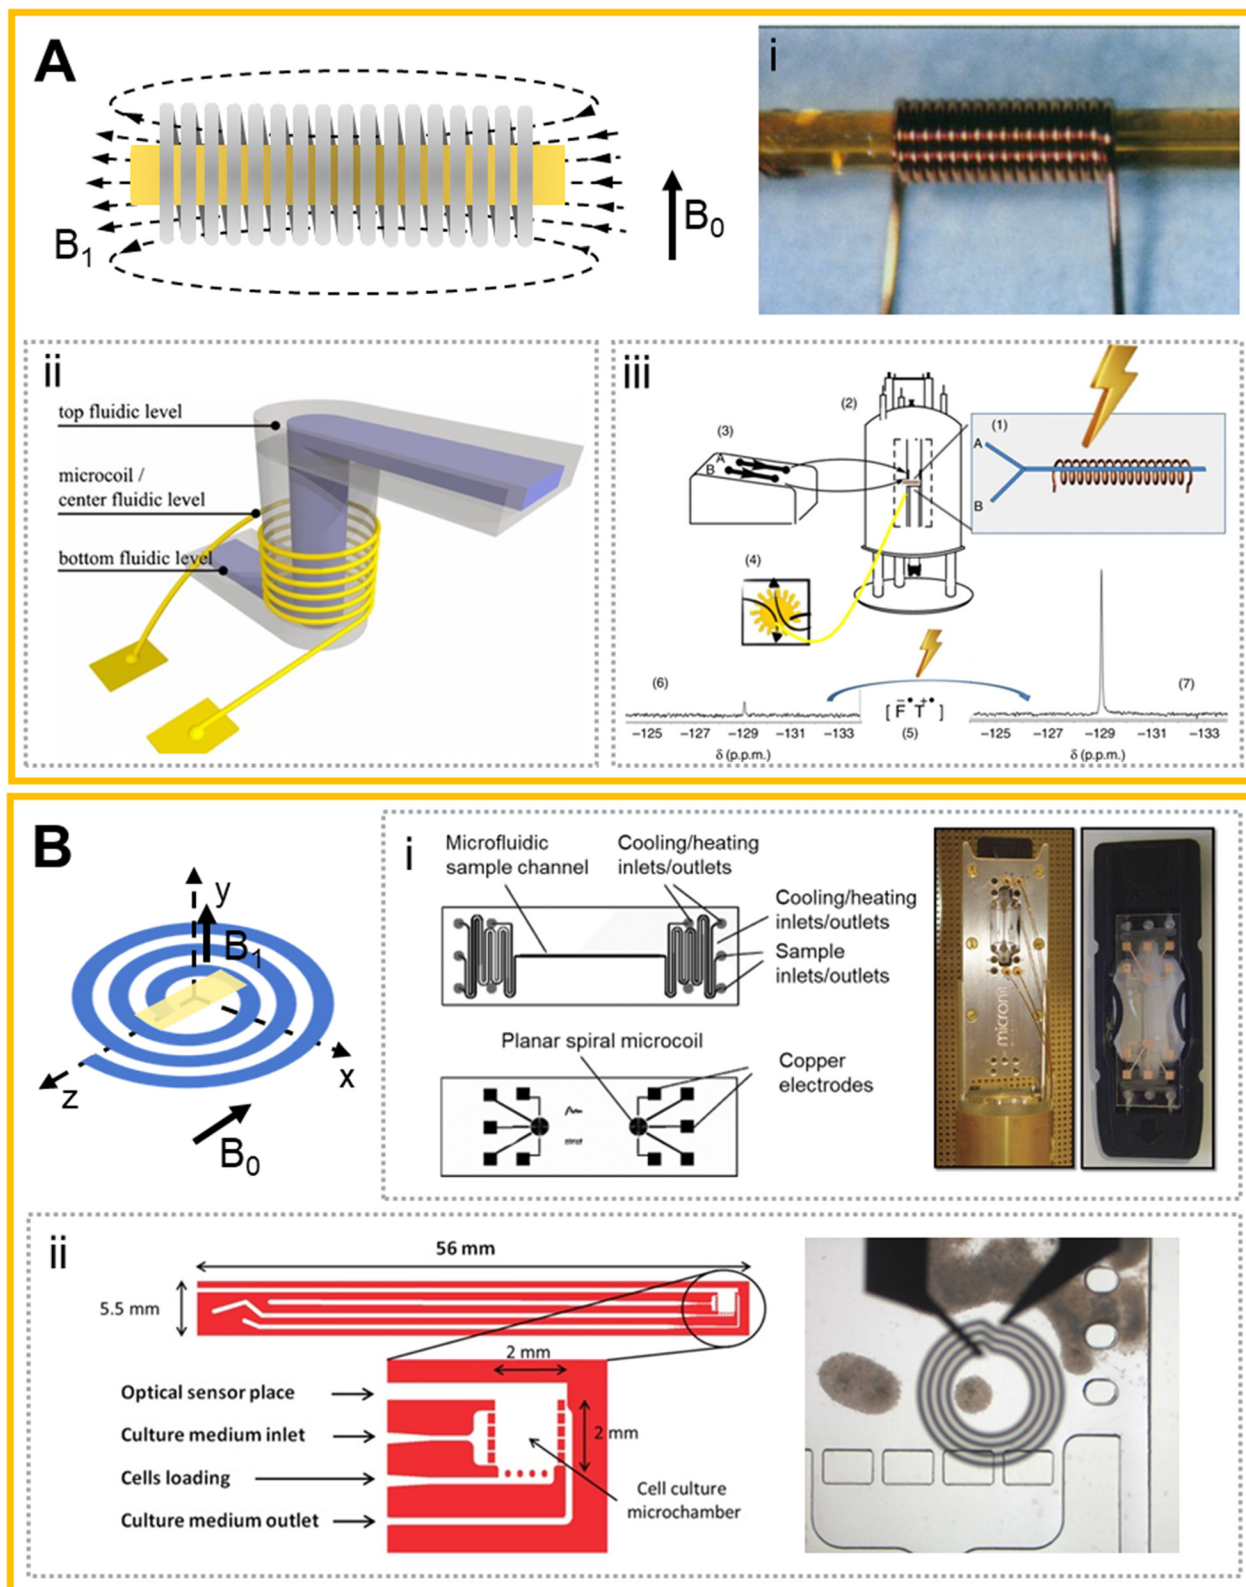 A
B1
B0
i
ii
top fluidic level
microcoil /
center fluidic level
bottom fluidic level
iii
(1)
(2)
(3)
A
B
A
B
(4)
(5)
(6)
(7)
[F̄• T⁺•]
−125 −127 −129 −131 −133
δ (p.p.m.)
−125 −127 −129 −131 −133
δ (p.p.m.)
B
y
B1
x
z
B0
i
Microfluidic
sample channel
Cooling/heating
inlets/outlets
Cooling/heating
inlets/outlets
Sample
inlets/outlets
Planar spiral microcoil
Copper
electrodes
micronit
ii
56 mm
5.5 mm
2 mm
2 mm
Optical sensor place
Culture medium inlet
Cells loading
Culture medium outlet
Cell culture
microchamber